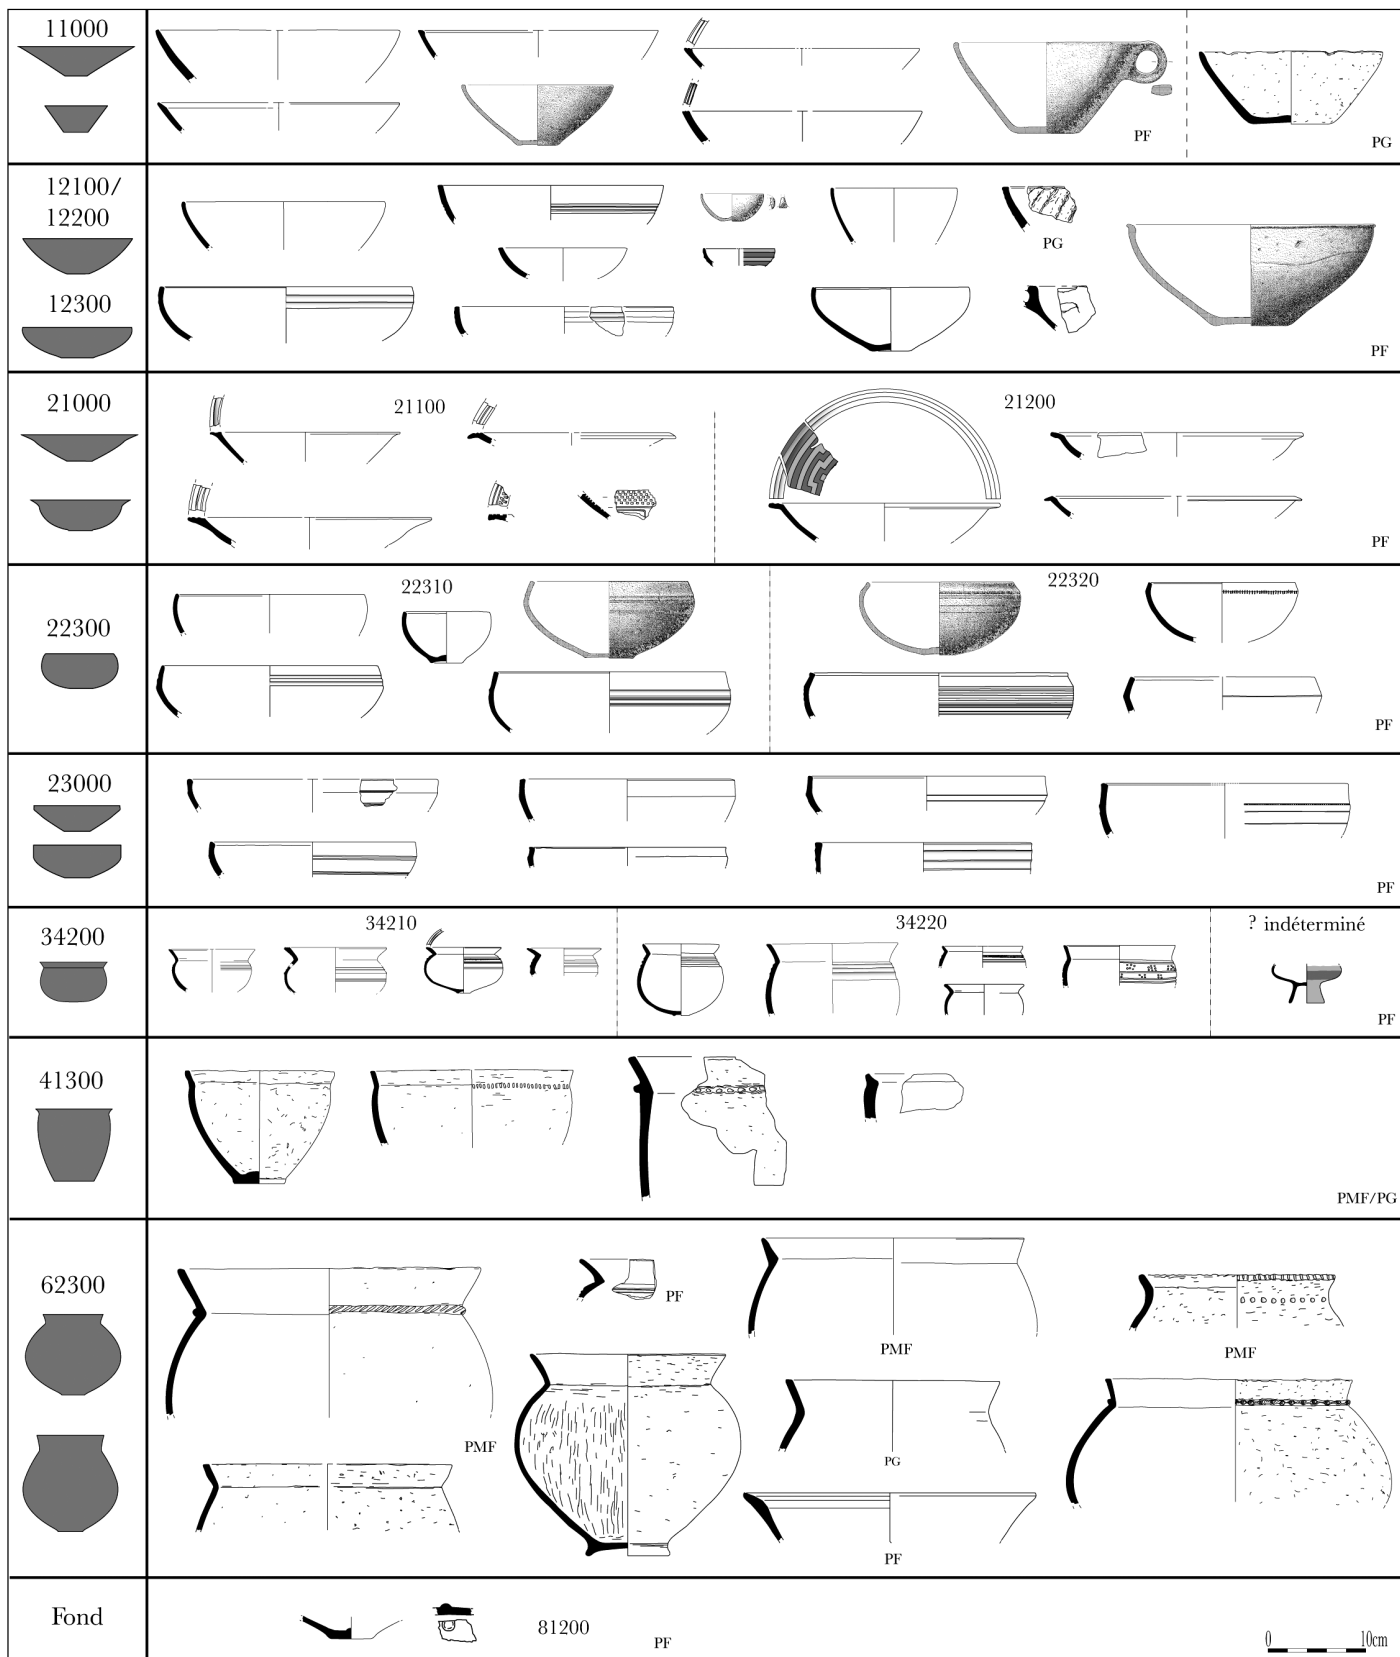 11000
PF
PG
12100/
12200
12300
PG
PF
21000
21100
21200
PF
22300
22310
22320
PF
23000
PF
34200
34210
34220
? indéterminé
PF
41300
PMF/PG
62300
PMF
PF
PMF
PMF
PG
PF
Fond
81200
PF
0 10cm